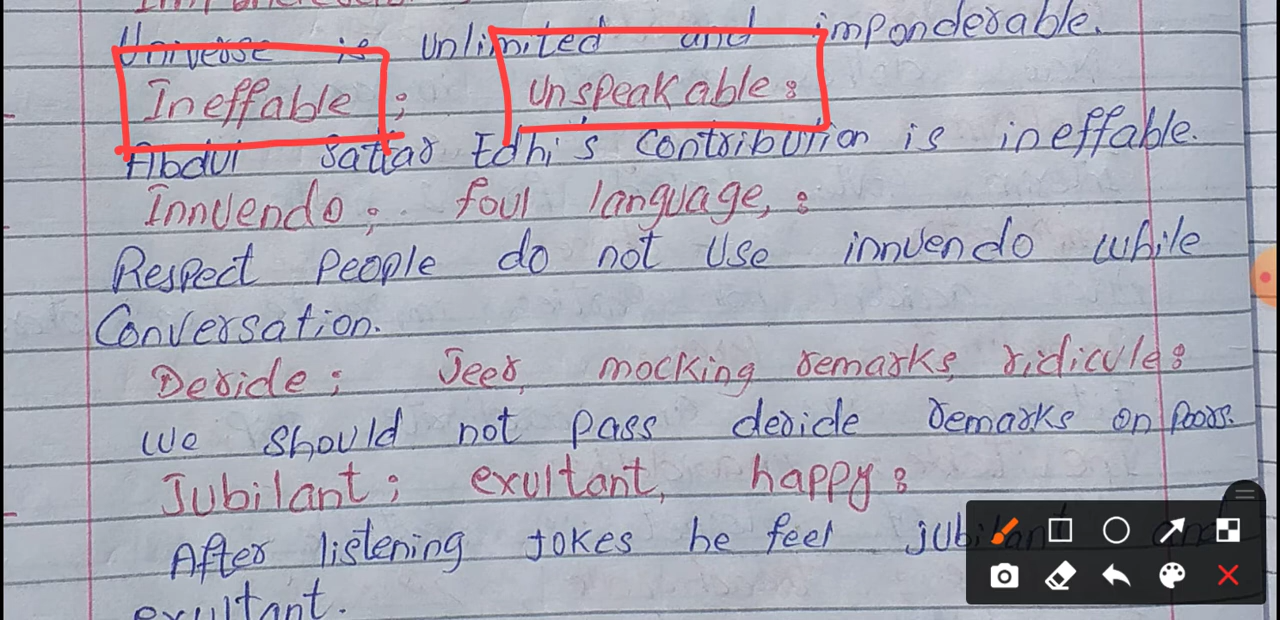 Universe is Unlimited and imponderable.
Ineffable ; Unspeakable :
Abdul Sattar Edhi's Contribution is ineffable.
Innuendo ; foul language, :
Respect People do not Use innuendo while
Conversation.
Deride ; Jeer, mocking remarks, ridicule :
We should not pass deride remarks on Poors.
Jubilant ; exultant, happy :
After listening jokes he feel jubilant and
exultant.